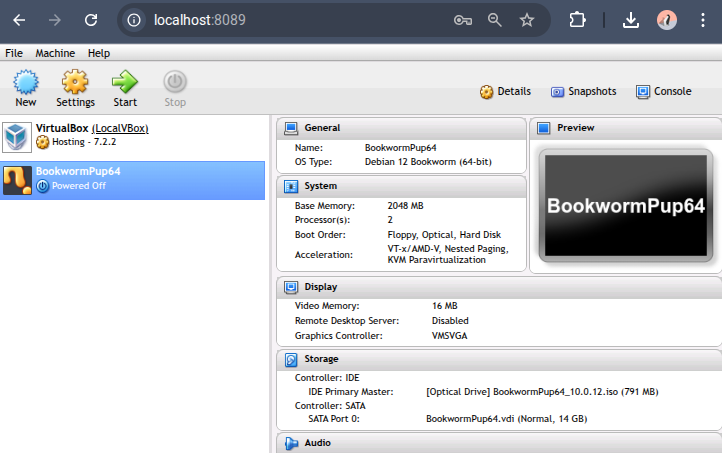 localhost:8089
File Machine Help
New Settings Start Stop
Details Snapshots Console
VirtualBox (LocalVBox)
Hosting - 7.2.2
BookwormPup64
Powered Off
General
Name: BookwormPup64
OS Type: Debian 12 Bookworm (64-bit)
Preview
BookwormPup64
System
Base Memory: 2048 MB
Processor(s): 2
Boot Order: Floppy, Optical, Hard Disk
Acceleration: VT-x/AMD-V, Nested Paging,
KVM Paravirtualization
Display
Video Memory: 16 MB
Remote Desktop Server: Disabled
Graphics Controller: VMSVGA
Storage
Controller: IDE
IDE Primary Master: [Optical Drive] BookwormPup64_10.0.12.iso (791 MB)
Controller: SATA
SATA Port 0: BookwormPup64.vdi (Normal, 14 GB)
Audio